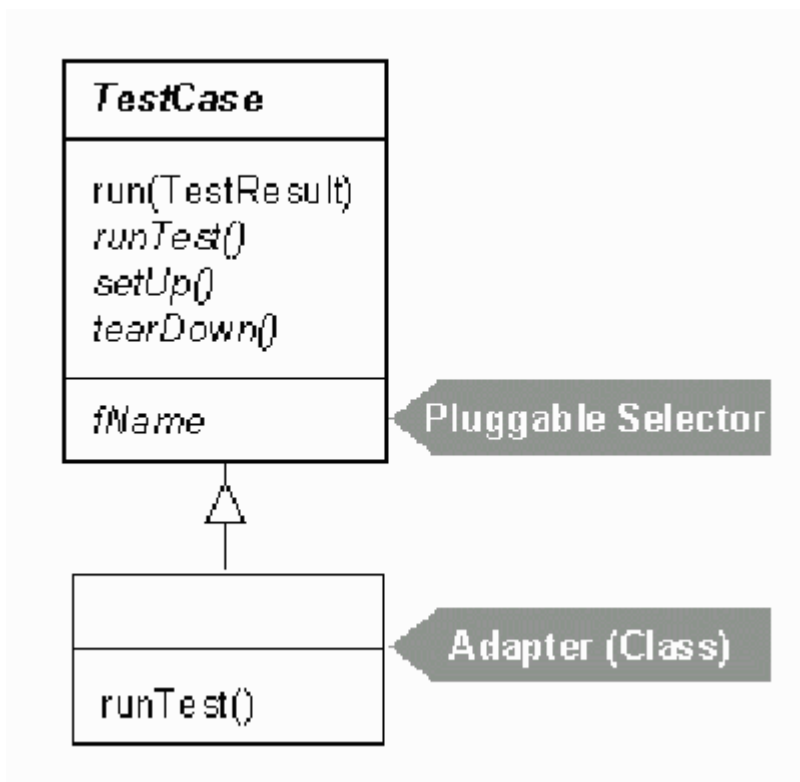 TestCase
run(TestResult)
runTest()
setUp()
tearDown()
fName
Pluggable Selector
Adapter (Class)
runTest()